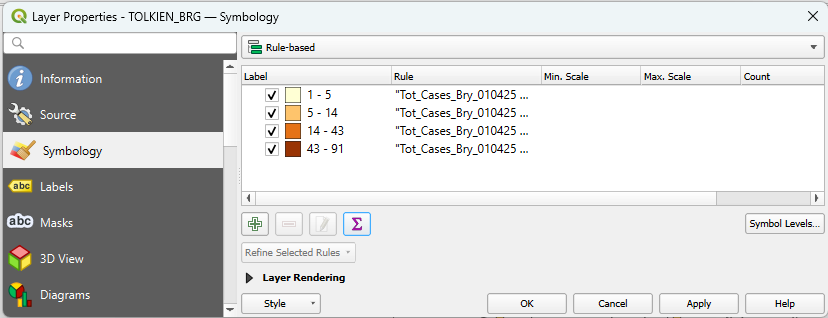 Layer Properties - TOLKIEN_BRG — Symbology
Rule-based
Information
Source
Symbology
Labels
Masks
3D View
Diagrams
Label Rule Min. Scale Max. Scale Count
1 - 5 "Tot_Cases_Bry_010425 ...
5 - 14 "Tot_Cases_Bry_010425 ...
14 - 43 "Tot_Cases_Bry_010425 ...
43 - 91 "Tot_Cases_Bry_010425 ...
Σ
Symbol Levels...
Refine Selected Rules
Layer Rendering
Style OK Cancel Apply Help